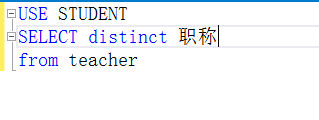 USE STUDENT
SELECT distinct 职称
from teacher